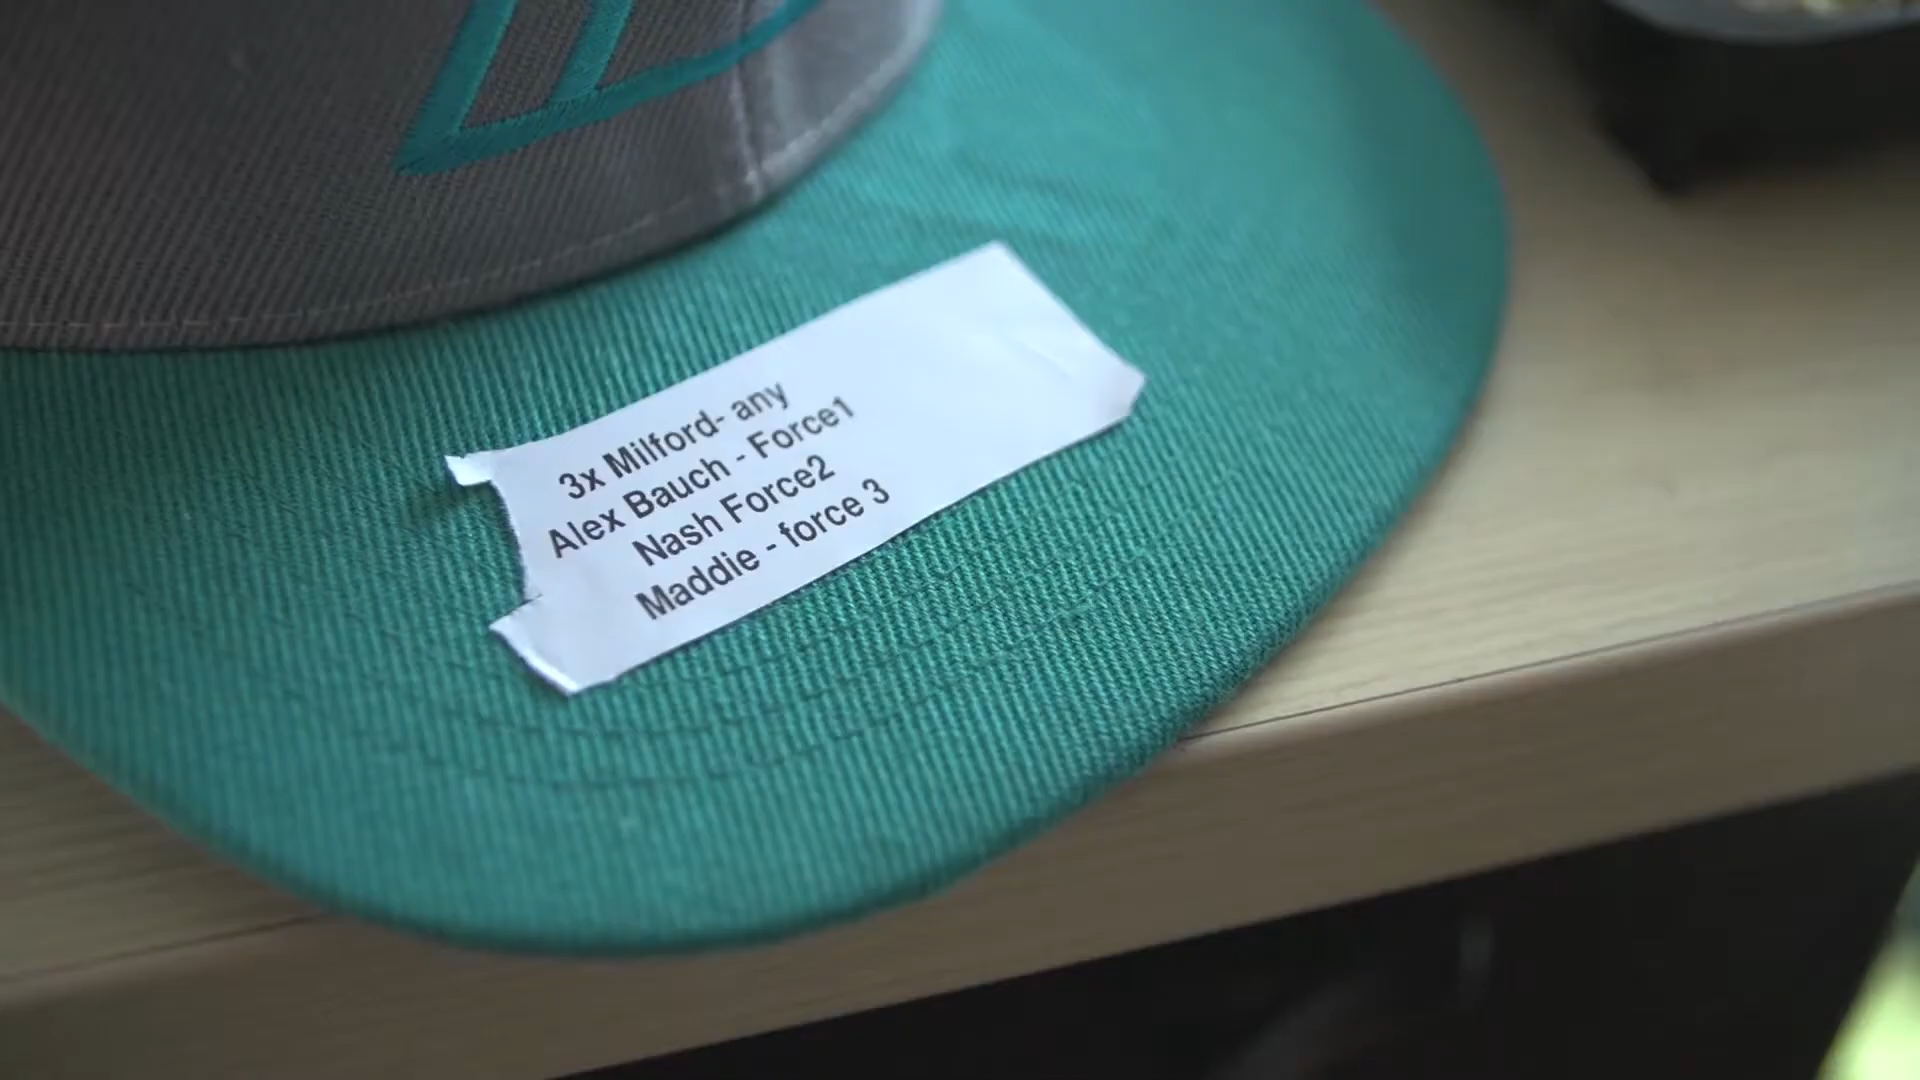 3x Milford- any
Alex Bauch - Force1
Nash Force2
Maddie - force 3